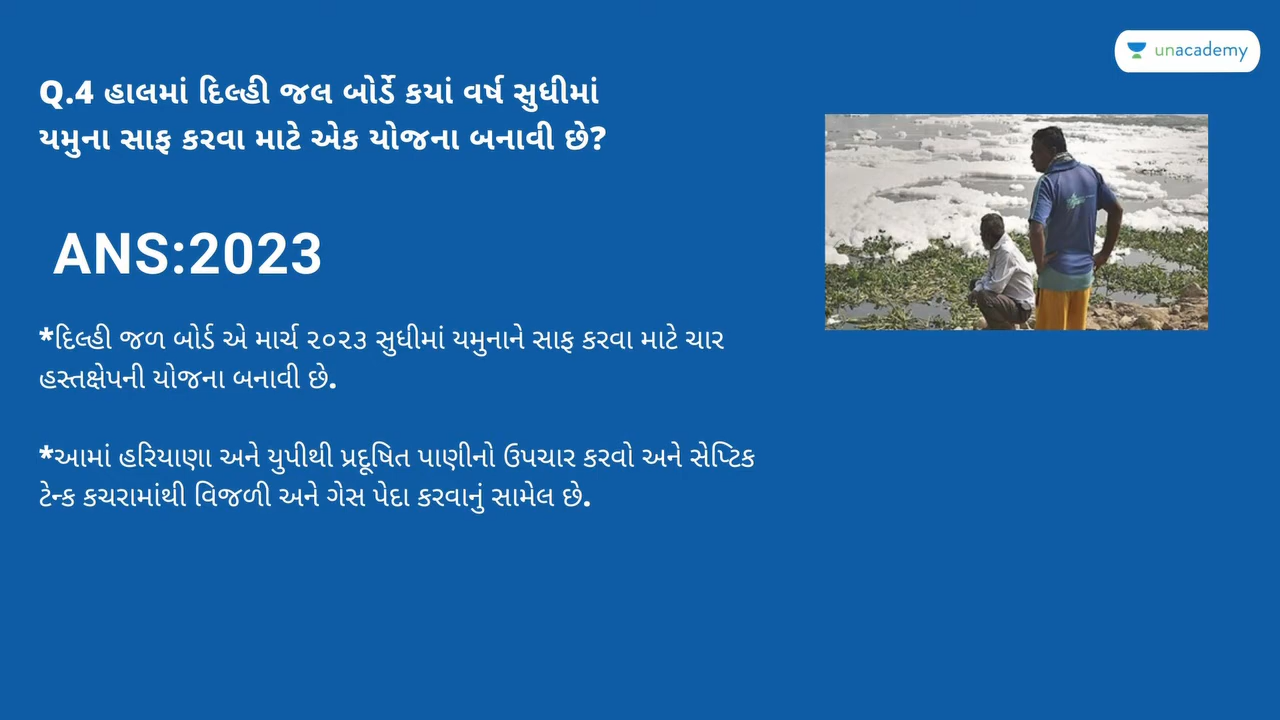 unacademy
Q.4 હાલમાં દિલ્હી જલ બોર્ડે કયાં વર્ષ સુધીમાં
યમુના સાફ કરવા માટે એક યોજના બનાવી છે?
ANS:2023
*દિલ્હી જળ બોર્ડ એ માર્ચ ૨૦૨૩ સુધીમાં યમુનાને સાફ કરવા માટે ચાર
હસ્તક્ષેપની યોજના બનાવી છે.
*આમાં હરિયાણા અને યુપીથી પ્રદૂષિત પાણીનો ઉપચાર કરવો અને સેપ્ટિક
ટેન્ક કચરામાંથી વિજળી અને ગેસ પેદા કરવાનું સામેલ છે.